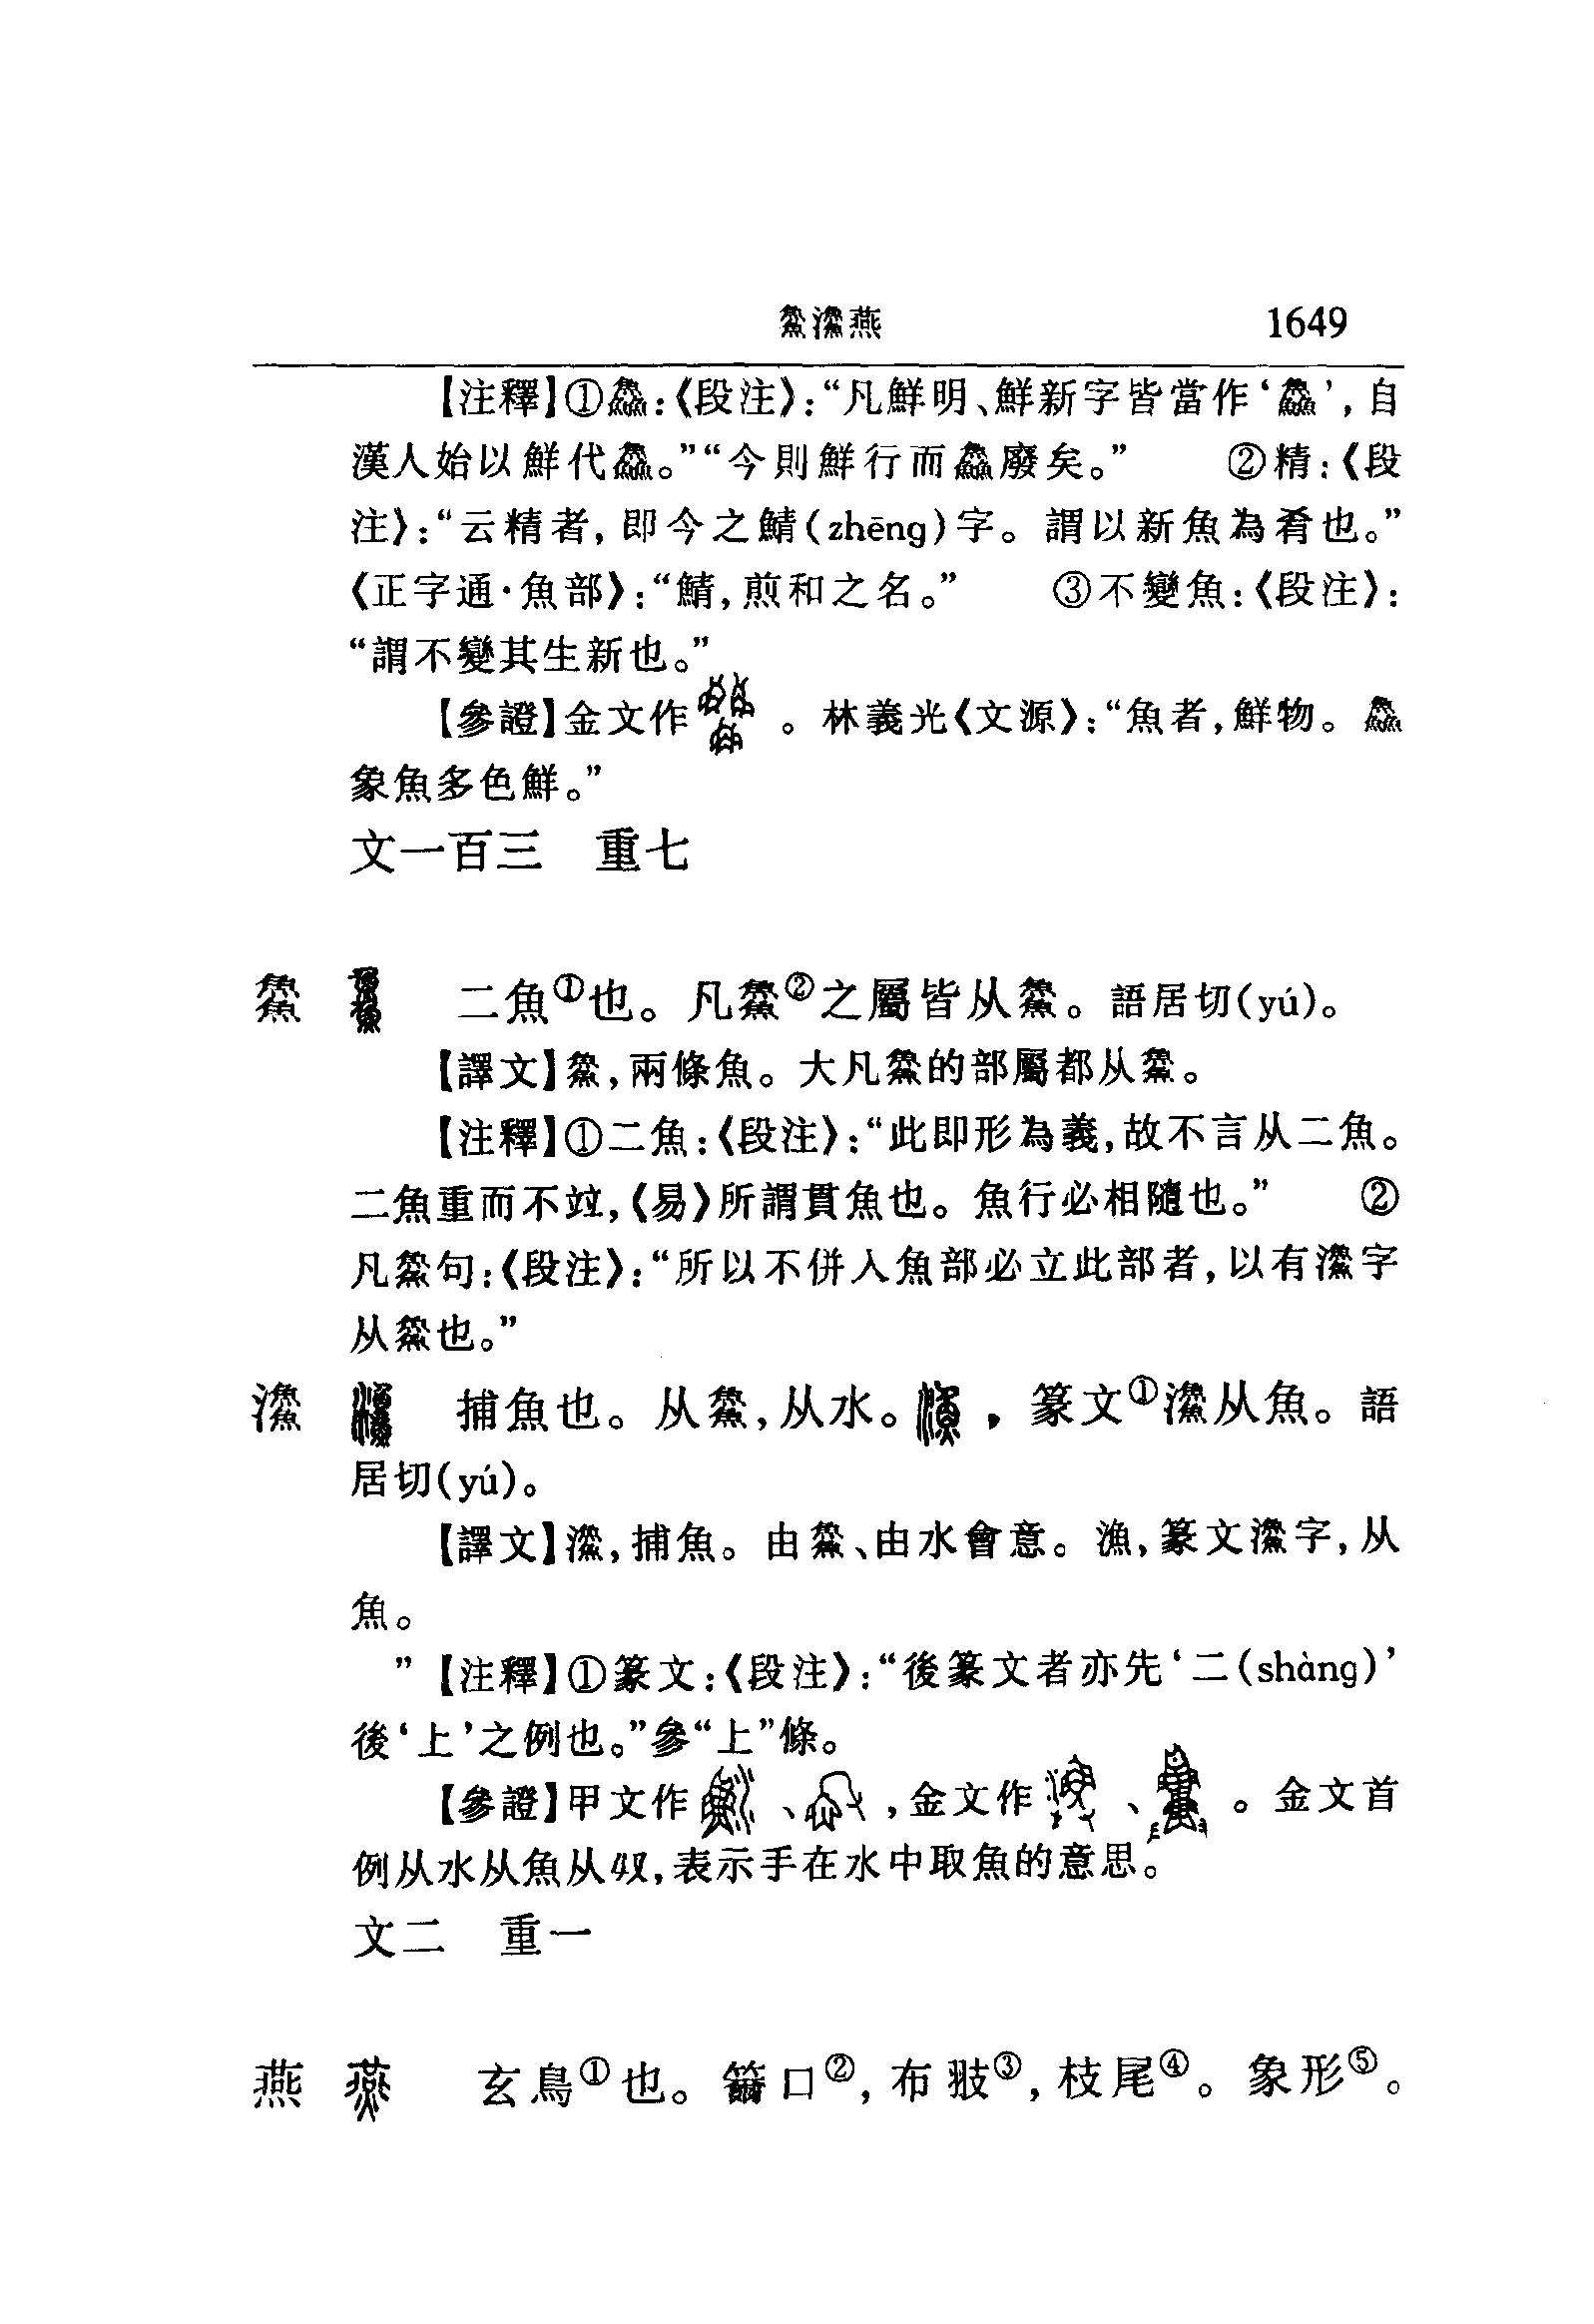 𩺰𤅿燕 1649
【注釋】①鱻：《段注》：“凡鮮明、鮮新字皆當作‘鱻’，自
漢人始以鮮代鱻。”“今則鮮行而鱻廢矣。” ②精：《段
注》：“云精者，即今之鯖(zhēng)字。謂以新魚為肴也。”
《正字通·魚部》：“鯖，煎和之名。” ③不變魚：《段注》：
“謂不變其生新也。”
【參證】金文作 。林義光《文源》：“魚者，鮮物。鱻
象魚多色鮮。”
文一百三 重七
𩺰 二魚①也。凡𩺰②之屬皆从𩺰。語居切(yú)。
【譯文】𩺰，兩條魚。大凡𩺰的部屬都从𩺰。
【注釋】①二魚：《段注》：“此即形為義，故不言从二魚。
二魚重而不竝，《易》所謂貫魚也。魚行必相隨也。” ②
凡𩺰句：《段注》：“所以不併入魚部必立此部者，以有𤅿字
从𩺰也。”
𤅿 捕魚也。从𩺰，从水。 ，篆文①𤅿从魚。語
居切(yú)。
【譯文】𤅿，捕魚。由𩺰、由水會意。漁，篆文𤅿字，从
魚。
”【注釋】①篆文：《段注》：“後篆文者亦先‘二(shàng)’
後‘上’之例也。”參“上”條。
【參證】甲文作 、 ，金文作 、 。金文首
例从水从魚从𠬞，表示手在水中取魚的意思。
文二 重一
燕 玄鳥①也。籋口②，布翄③，枝尾④。象形⑤。